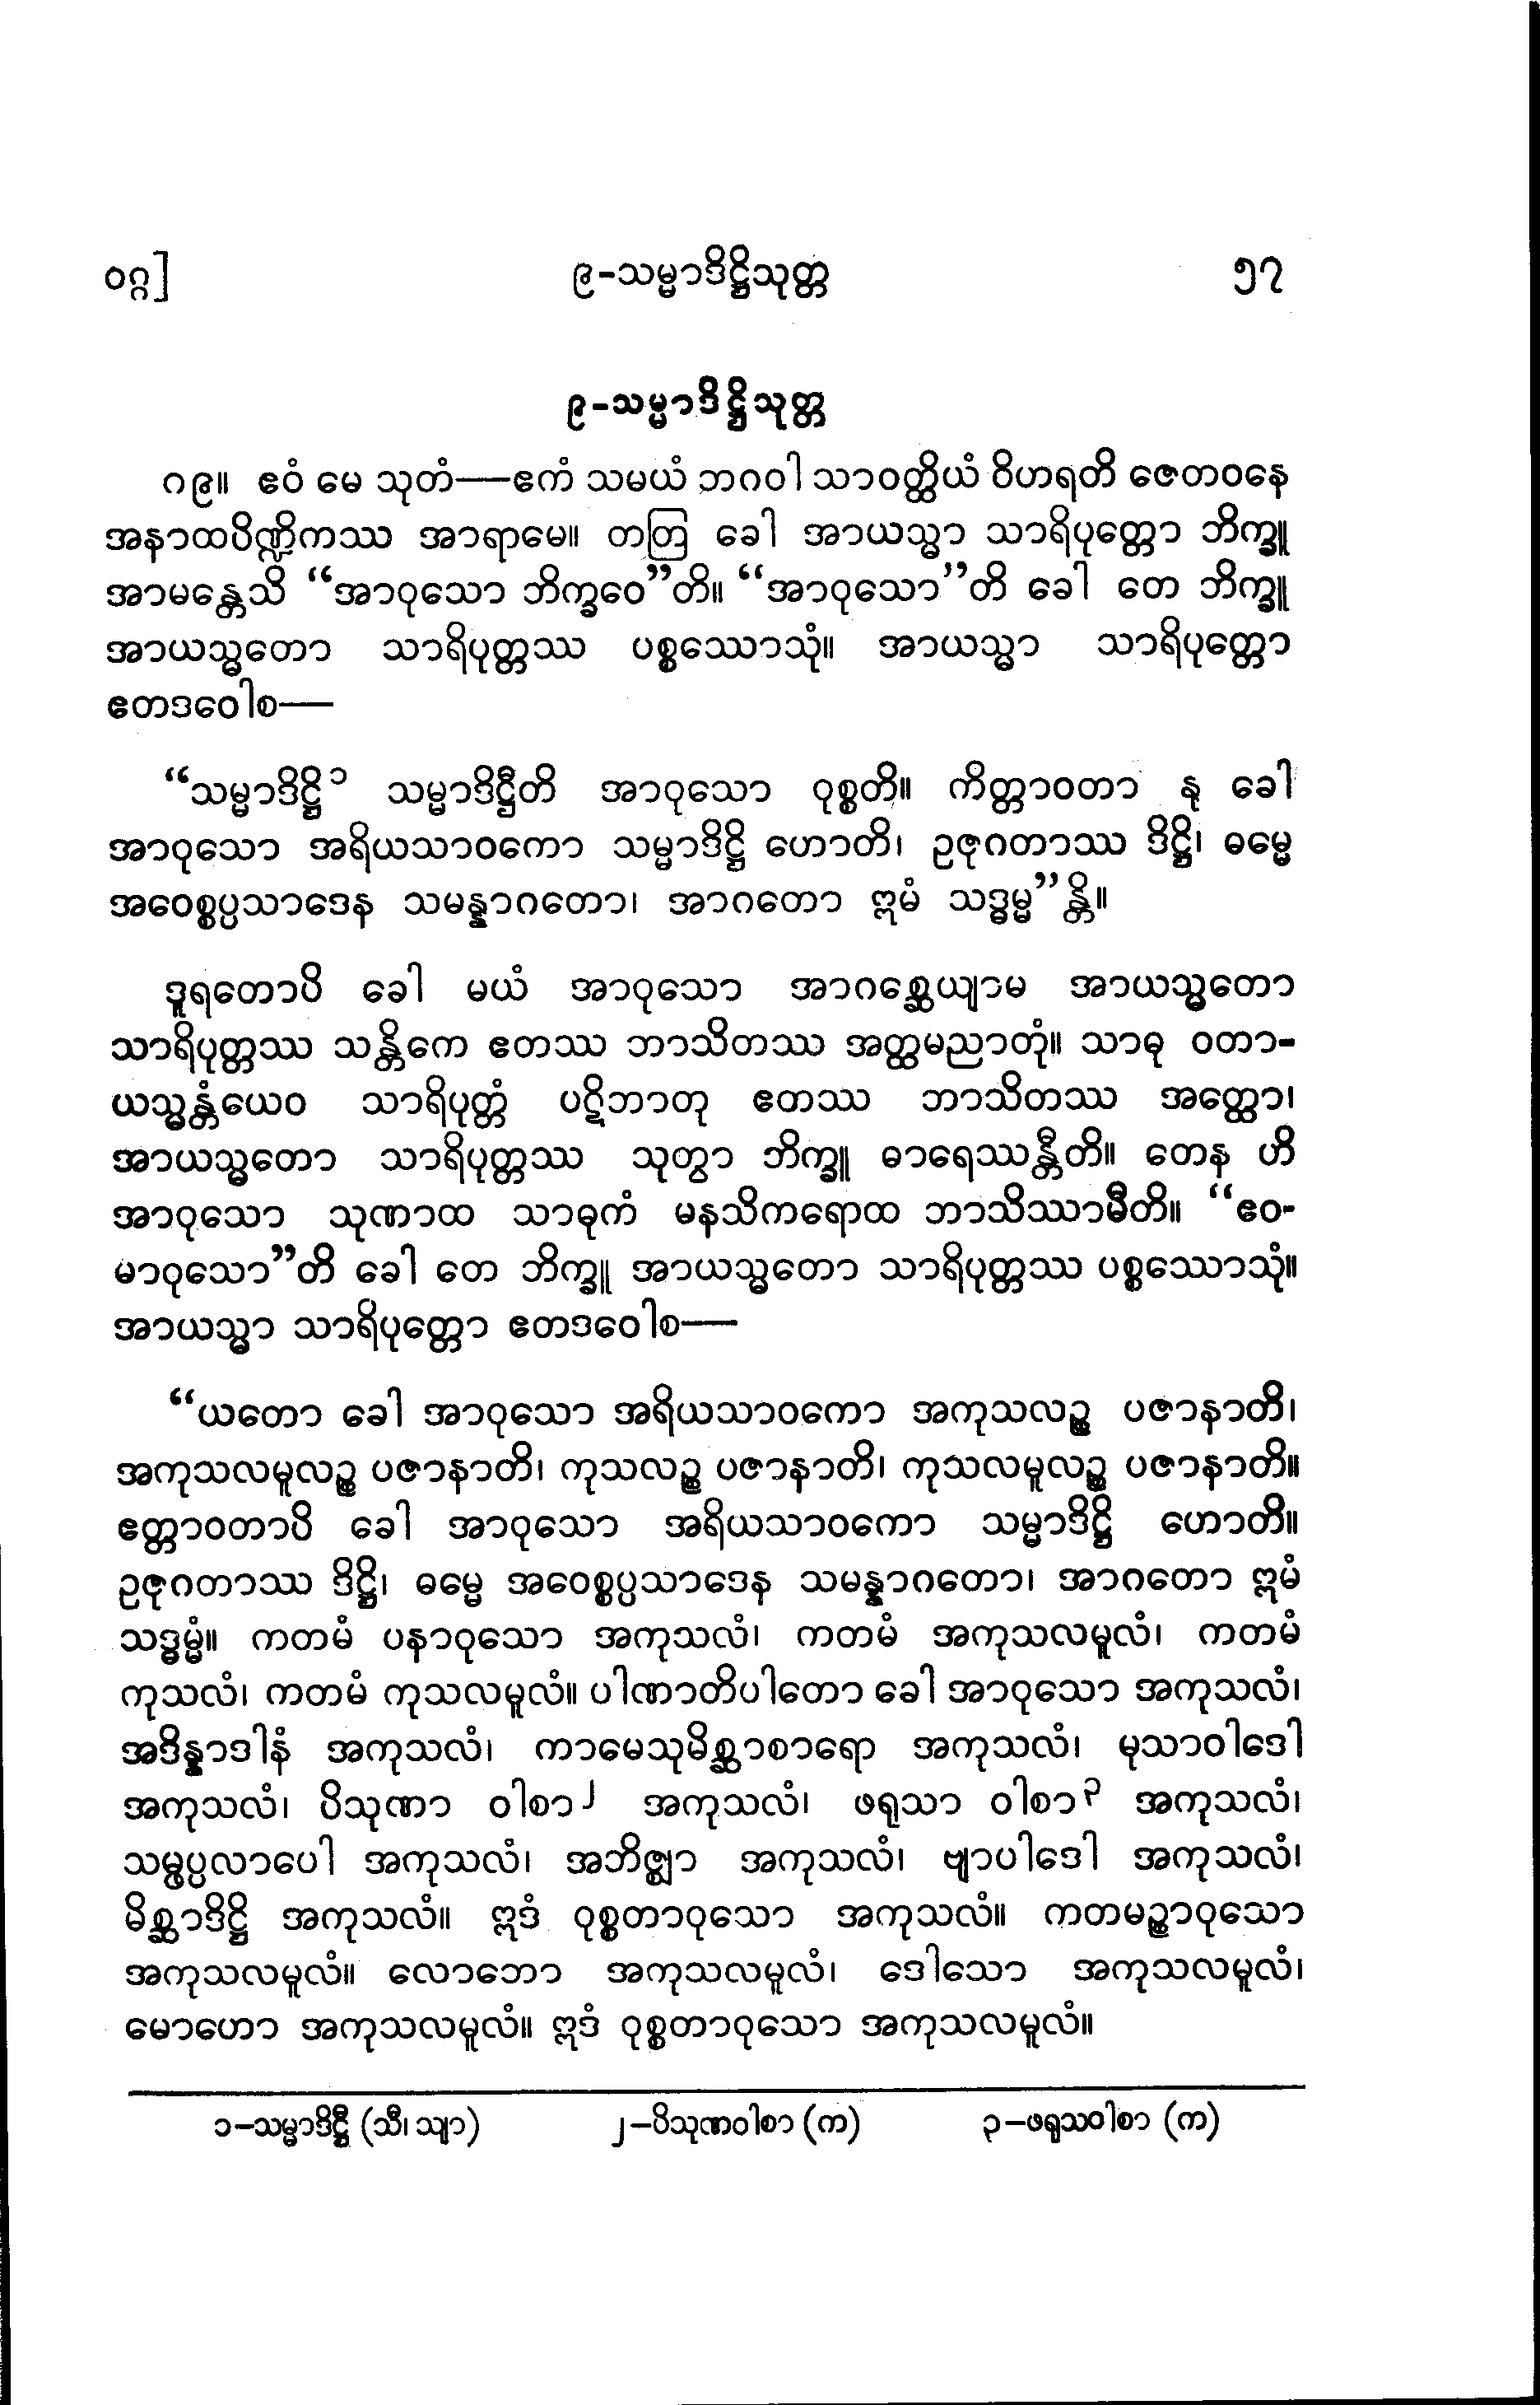 ဝဂ္ဂ] ၉-သမ္မာဒိဋ္ဌိသုတ္တ ၅၇
၉-သမ္မာဒိဋ္ဌိသုတ္တ
ဂ၉။ ဧဝံ မေ သုတံ—ဧကံ သမယံ ဘဂဝါ သာဝတ္ထိယံ ဝိဟရတိ ဇေတဝနေ
အနာထပိဏ္ဍိကဿ အာရာမေ။ တတြ ခေါ အာယသ္မာ သာရိပုတ္တော ဘိက္ခူ
အာမန္တေသိ “အာဝုသော ဘိက္ခဝေ”တိ။ “အာဝုသော”တိ ခေါ တေ ဘိက္ခူ
အာယသ္မတော သာရိပုတ္တဿ ပစ္စဿောသုံ။ အာယသ္မာ သာရိပုတ္တော
ဧတဒဝေါစ—
“သမ္မာဒိဋ္ဌိ၁ သမ္မာဒိဋ္ဌီတိ အာဝုသော ဝုစ္စတိ။ ကိတ္တာဝတာ နု ခေါ
အာဝုသော အရိယသာဝကော သမ္မာဒိဋ္ဌိ ဟောတိ၊ ဥဇုဂတာဿ ဒိဋ္ဌိ၊ ဓမ္မေ
အဝေစ္စပ္ပသာဒေန သမန္နာဂတော၊ အာဂတော ဣမံ သဒ္ဓမ္မ”န္တိ။
ဒူရတောပိ ခေါ မယံ အာဝုသော အာဂစ္ဆေယျာမ အာယသ္မတော
သာရိပုတ္တဿ သန္တိကေ ဧတဿ ဘာသိတဿ အတ္ထမညာတုံ။ သာဓု ဝတာ-
ယသ္မန္တံယေဝ သာရိပုတ္တံ ပဋိဘာတု ဧတဿ ဘာသိတဿ အတ္ထော၊
အာယသ္မတော သာရိပုတ္တဿ သုတွာ ဘိက္ခူ ဓာရေဿန္တီတိ။ တေန ဟိ
အာဝုသော သုဏာထ သာဓုကံ မနသိကရောထ ဘာသိဿာမီတိ။ “ဧဝ-
မာဝုသော”တိ ခေါ တေ ဘိက္ခူ အာယသ္မတော သာရိပုတ္တဿ ပစ္စဿောသုံ။
အာယသ္မာ သာရိပုတ္တော ဧတဒဝေါစ—
“ယတော ခေါ အာဝုသော အရိယသာဝကော အကုသလဉ္စ ပဇာနာတိ၊
အကုသလမူလဉ္စ ပဇာနာတိ၊ ကုသလဉ္စ ပဇာနာတိ၊ ကုသလမူလဉ္စ ပဇာနာတိ။
ဧတ္တာဝတာပိ ခေါ အာဝုသော အရိယသာဝကော သမ္မာဒိဋ္ဌိ ဟောတိ။
ဥဇုဂတာဿ ဒိဋ္ဌိ၊ ဓမ္မေ အဝေစ္စပ္ပသာဒေန သမန္နာဂတော၊ အာဂတော ဣမံ
သဒ္ဓမ္မံ။ ကတမံ ပနာဝုသော အကုသလံ၊ ကတမံ အကုသလမူလံ၊ ကတမံ
ကုသလံ၊ ကတမံ ကုသလမူလံ။ ပါဏာတိပါတော ခေါ အာဝုသော အကုသလံ၊
အဒိန္နာဒါနံ အကုသလံ၊ ကာမေသုမိစ္ဆာစာရော အကုသလံ၊ မုသာဝါဒေါ
အကုသလံ၊ ပိသုဏာ ဝါစာ၂ အကုသလံ၊ ဖရုသာ ဝါစာ၃ အကုသလံ၊
သမ္ဖပ္ပလာပေါ အကုသလံ၊ အဘိဇ္ဈာ အကုသလံ၊ ဗျာပါဒေါ အကုသလံ၊
မိစ္ဆာဒိဋ္ဌိ အကုသလံ။ ဣဒံ ဝုစ္စတာဝုသော အကုသလံ။ ကတမဉ္စာဝုသော
အကုသလမူလံ။ လောဘော အကုသလမူလံ၊ ဒေါသော အကုသလမူလံ၊
မောဟော အကုသလမူလံ။ ဣဒံ ဝုစ္စတာဝုသော အကုသလမူလံ။
၁–သမ္မာဒိဋ္ဌီ (သီ၊ သျာ) ၂–ပိသုဏဝါစာ (က) ၃–ဖရုသဝါစာ (က)